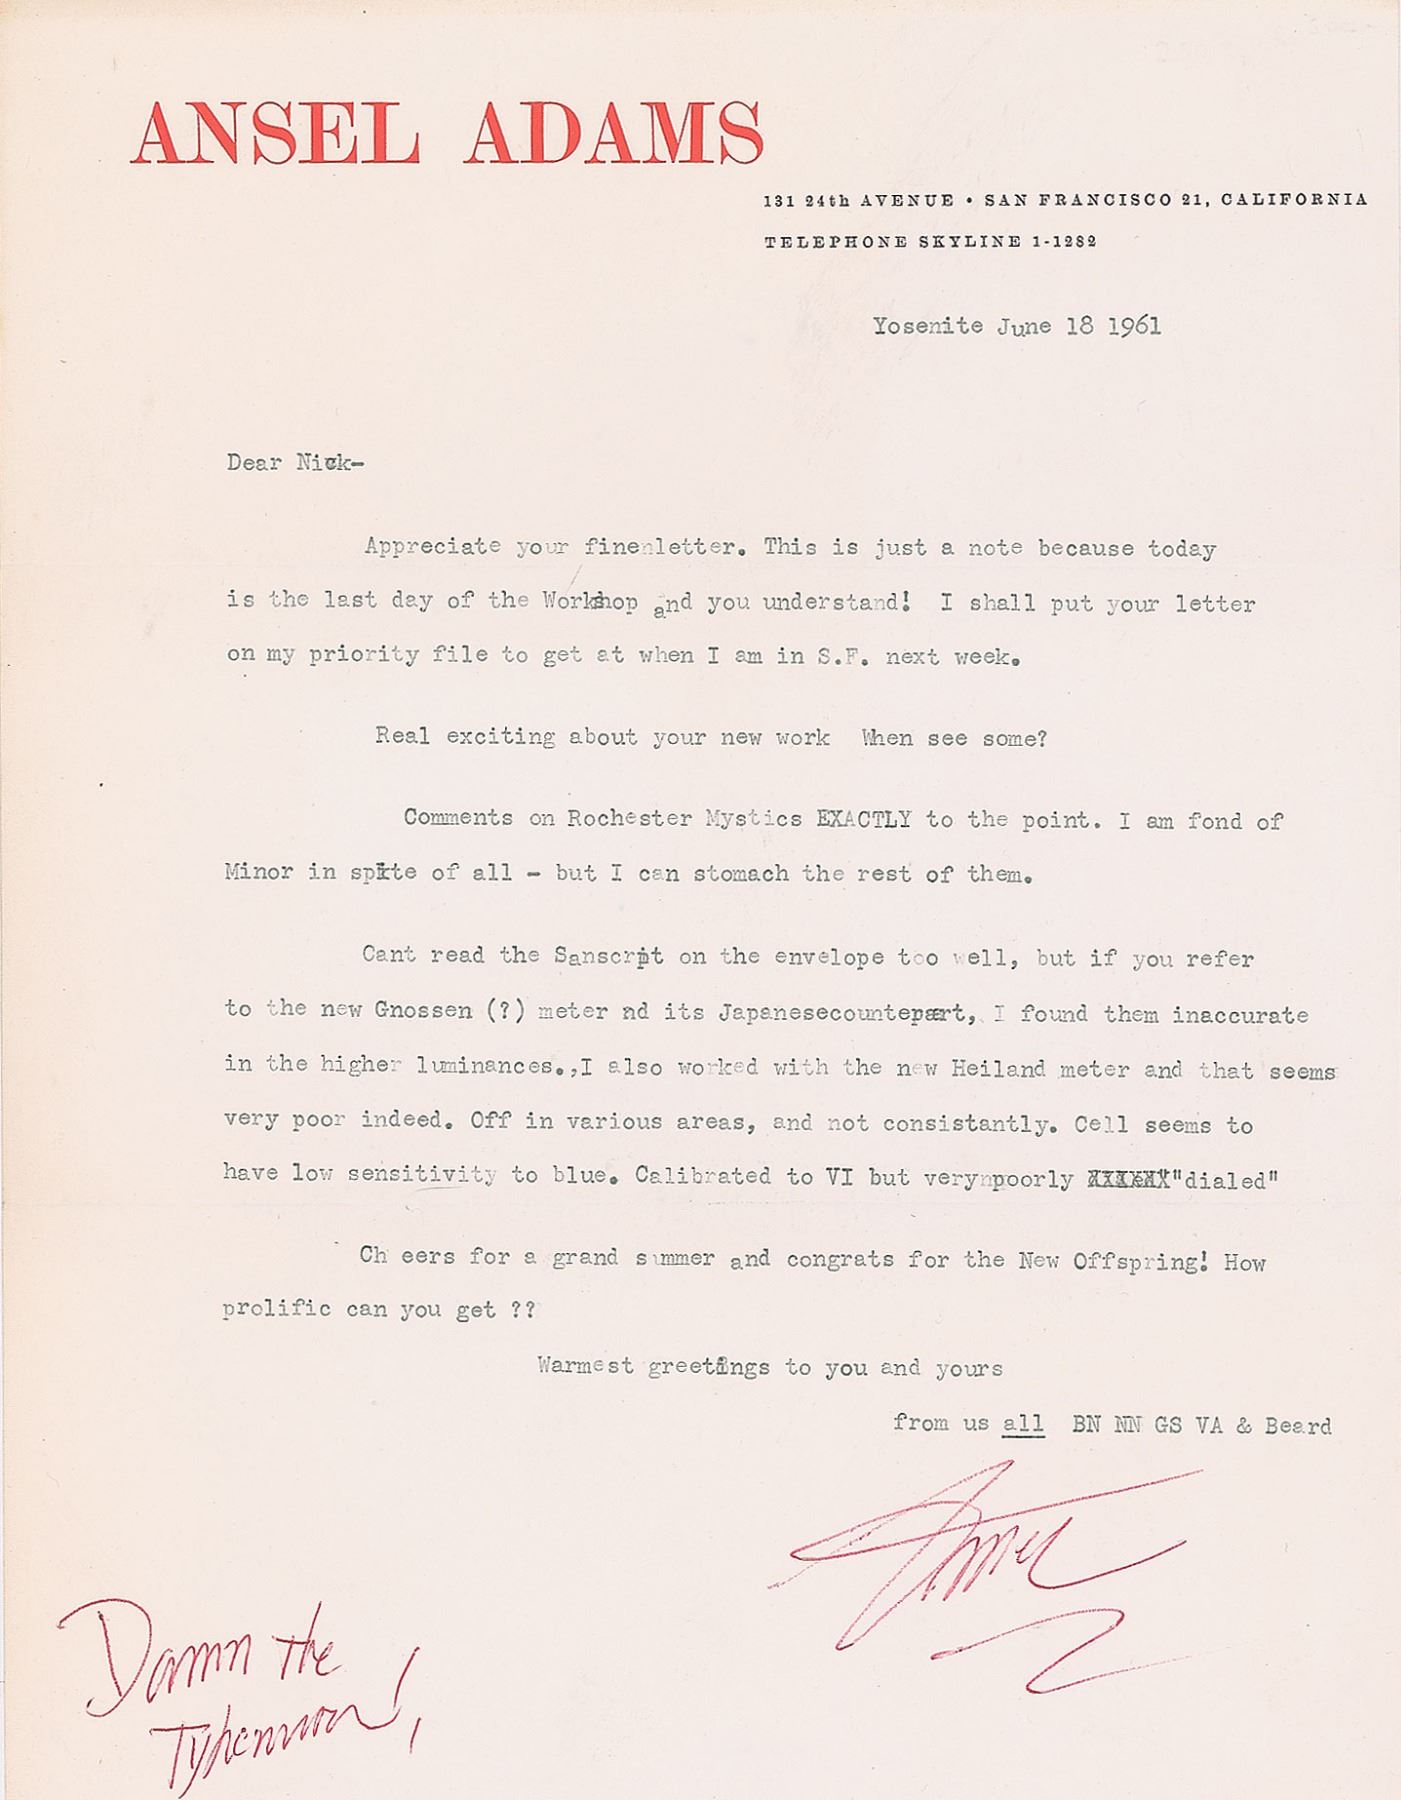 ANSEL ADAMS
131 24th AVENUE • SAN FRANCISCO 21, CALIFORNIA
TELEPHONE SKYLINE 1-1282
Yosenite June 18 1961
Dear Nick-
Appreciate your finenletter. This is just a note because today
is the last day of the Workshop and you understand! I shall put your letter
on my priority file to get at when I am in S.F. next week.
Real exciting about your new work When see some?
Comments on Rochester Mystics EXACTLY to the point. I am fond of
Minor in spite of all - but I can stomach the rest of them.
Cant read the Sanscript on the envelope too well, but if you refer
to the new Gnossen (?) meter nd its Japanesecountepart, I found them inaccurate
in the higher luminances.,I also worked with the new Heiland meter and that seems
very poor indeed. Off in various areas, and not consistantly. Cell seems to
have low sensitivity to blue. Calibrated to VI but verynpoorly "dialed"
Ch eers for a grand summer and congrats for the New Offspring! How
prolific can you get ??
Warmest greetings to you and yours
from us all BN NN GS VA & Beard
Ansel
Damn the